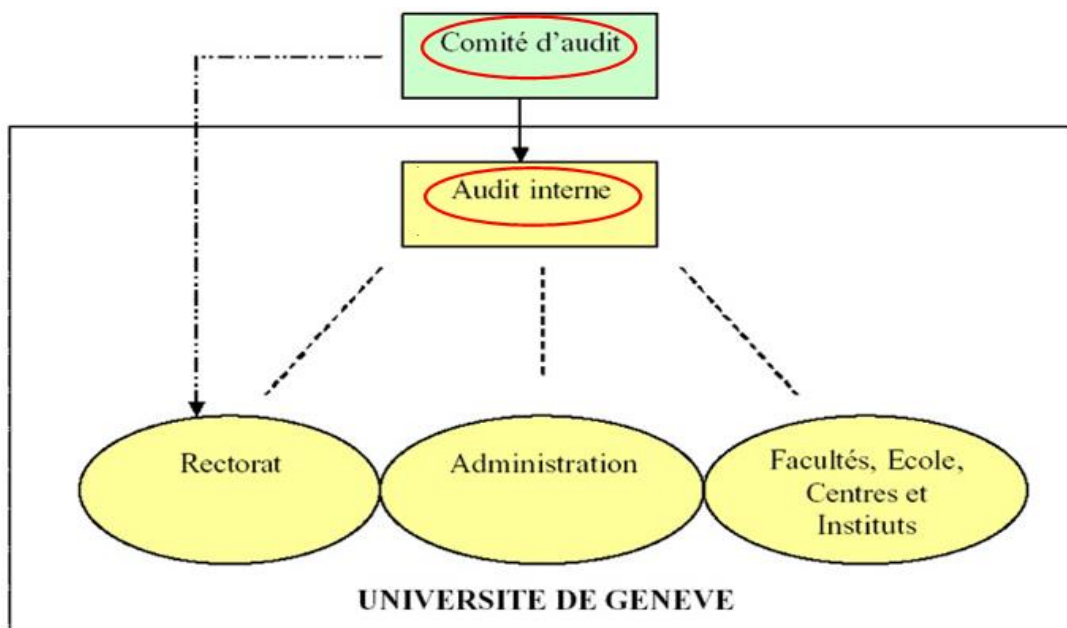 Comité d'audit
Audit interne
Rectorat
Administration
Facultés, Ecole,
Centres et
Instituts
UNIVERSITE DE GENEVE